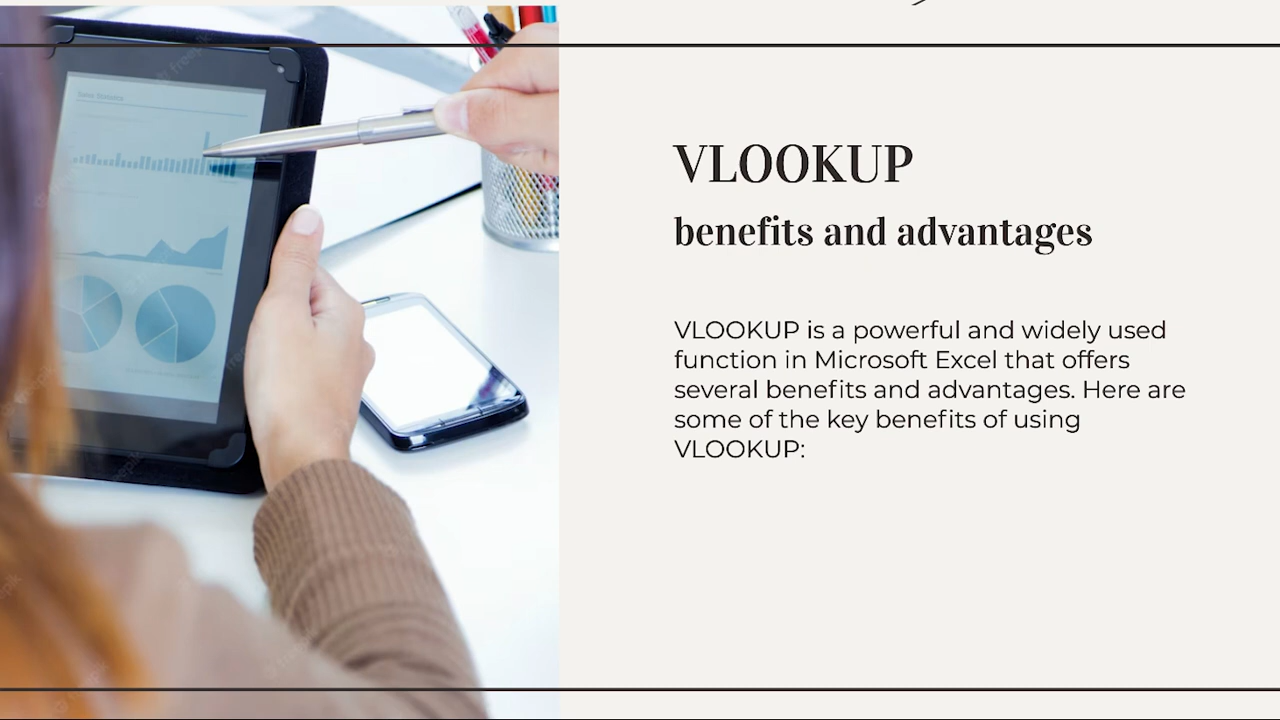 VLOOKUP
benefits and advantages
VLOOKUP is a powerful and widely used
function in Microsoft Excel that offers
several benefits and advantages. Here are
some of the key benefits of using
VLOOKUP: